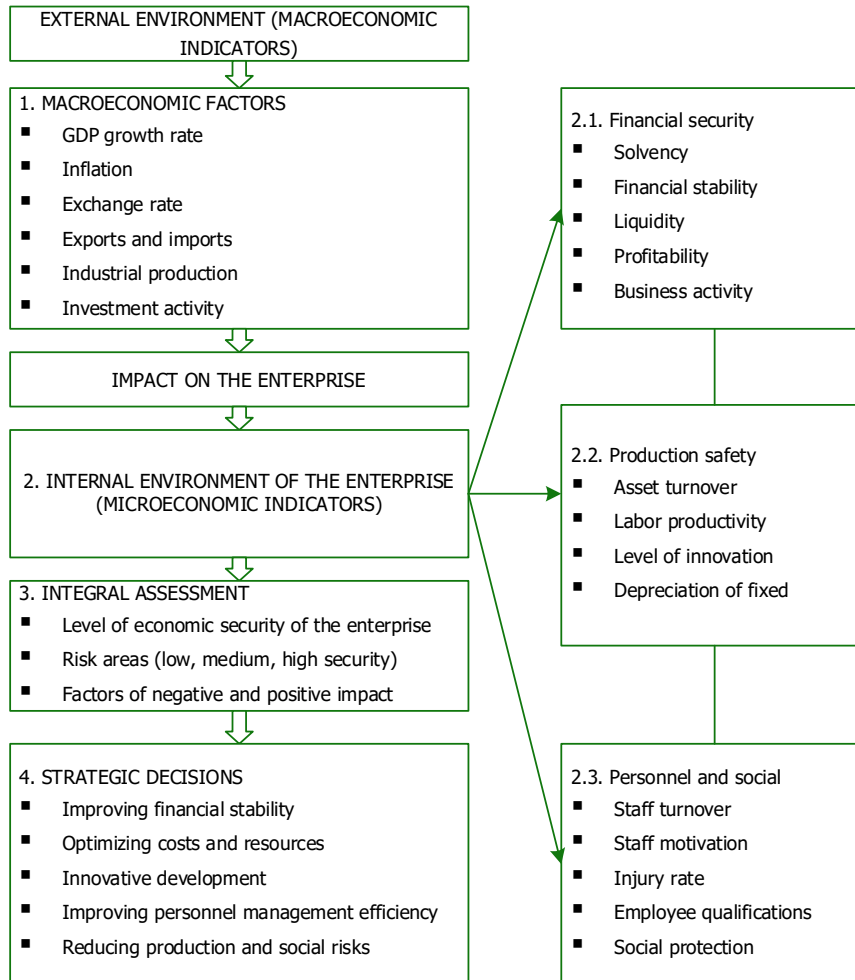 EXTERNAL ENVIRONMENT (MACROECONOMIC
INDICATORS)
1. MACROECONOMIC FACTORS
▪ GDP growth rate
▪ Inflation
▪ Exchange rate
▪ Exports and imports
▪ Industrial production
▪ Investment activity
IMPACT ON THE ENTERPRISE
2. INTERNAL ENVIRONMENT OF THE ENTERPRISE
(MICROECONOMIC INDICATORS)
3. INTEGRAL ASSESSMENT
▪ Level of economic security of the enterprise
▪ Risk areas (low, medium, high security)
▪ Factors of negative and positive impact
4. STRATEGIC DECISIONS
▪ Improving financial stability
▪ Optimizing costs and resources
▪ Innovative development
▪ Improving personnel management efficiency
▪ Reducing production and social risks
2.1. Financial security
▪ Solvency
▪ Financial stability
▪ Liquidity
▪ Profitability
▪ Business activity
2.2. Production safety
▪ Asset turnover
▪ Labor productivity
▪ Level of innovation
▪ Depreciation of fixed
2.3. Personnel and social
▪ Staff turnover
▪ Staff motivation
▪ Injury rate
▪ Employee qualifications
▪ Social protection